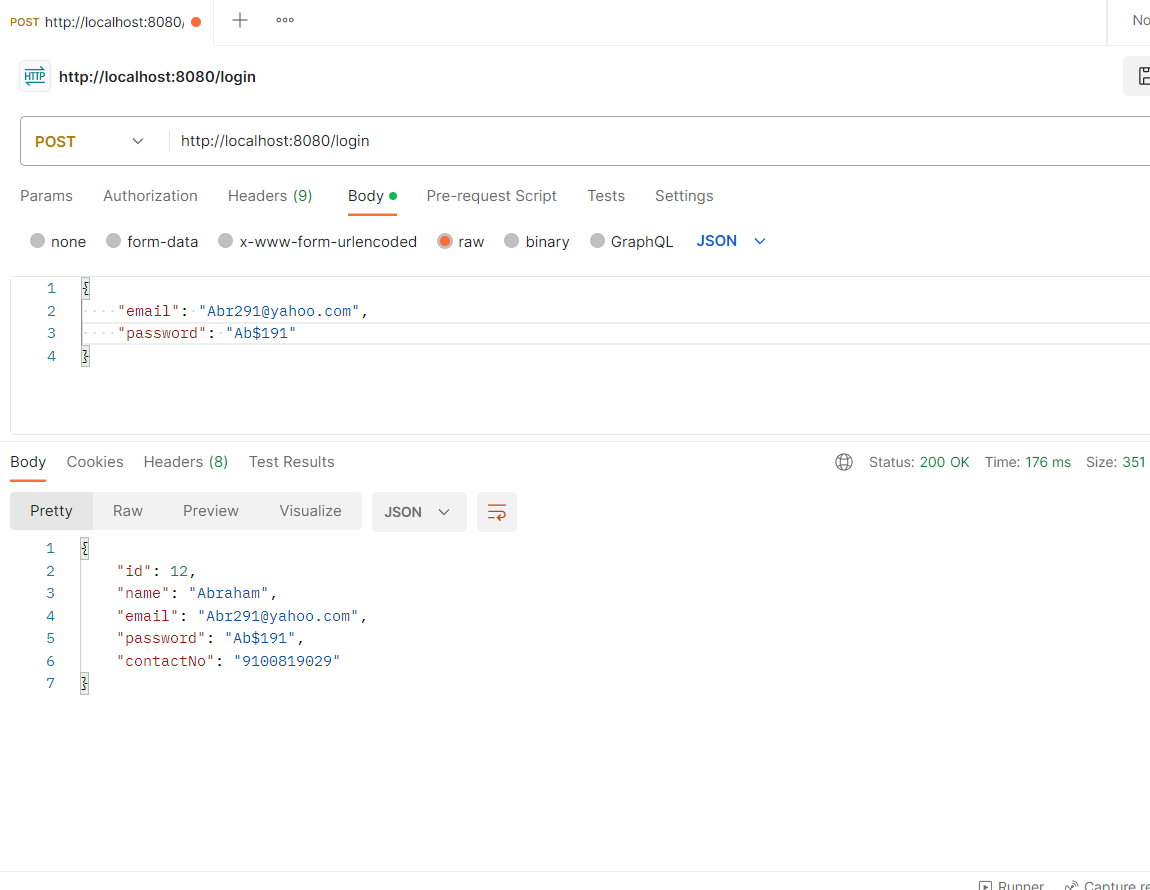 POST http://localhost:8080/
No
HTTP http://localhost:8080/login
POST http://localhost:8080/login
Params Authorization Headers (9) Body Pre-request Script Tests Settings
none form-data x-www-form-urlencoded raw binary GraphQL JSON
1 {
2 "email": "Abr291@yahoo.com",
3 "password": "Ab$191"
4 }
Body Cookies Headers (8) Test Results Status: 200 OK Time: 176 ms Size: 351
Pretty Raw Preview Visualize JSON
1 {
2 "id": 12,
3 "name": "Abraham",
4 "email": "Abr291@yahoo.com",
5 "password": "Ab$191",
6 "contactNo": "9100819029"
7 }
Runner Capture re